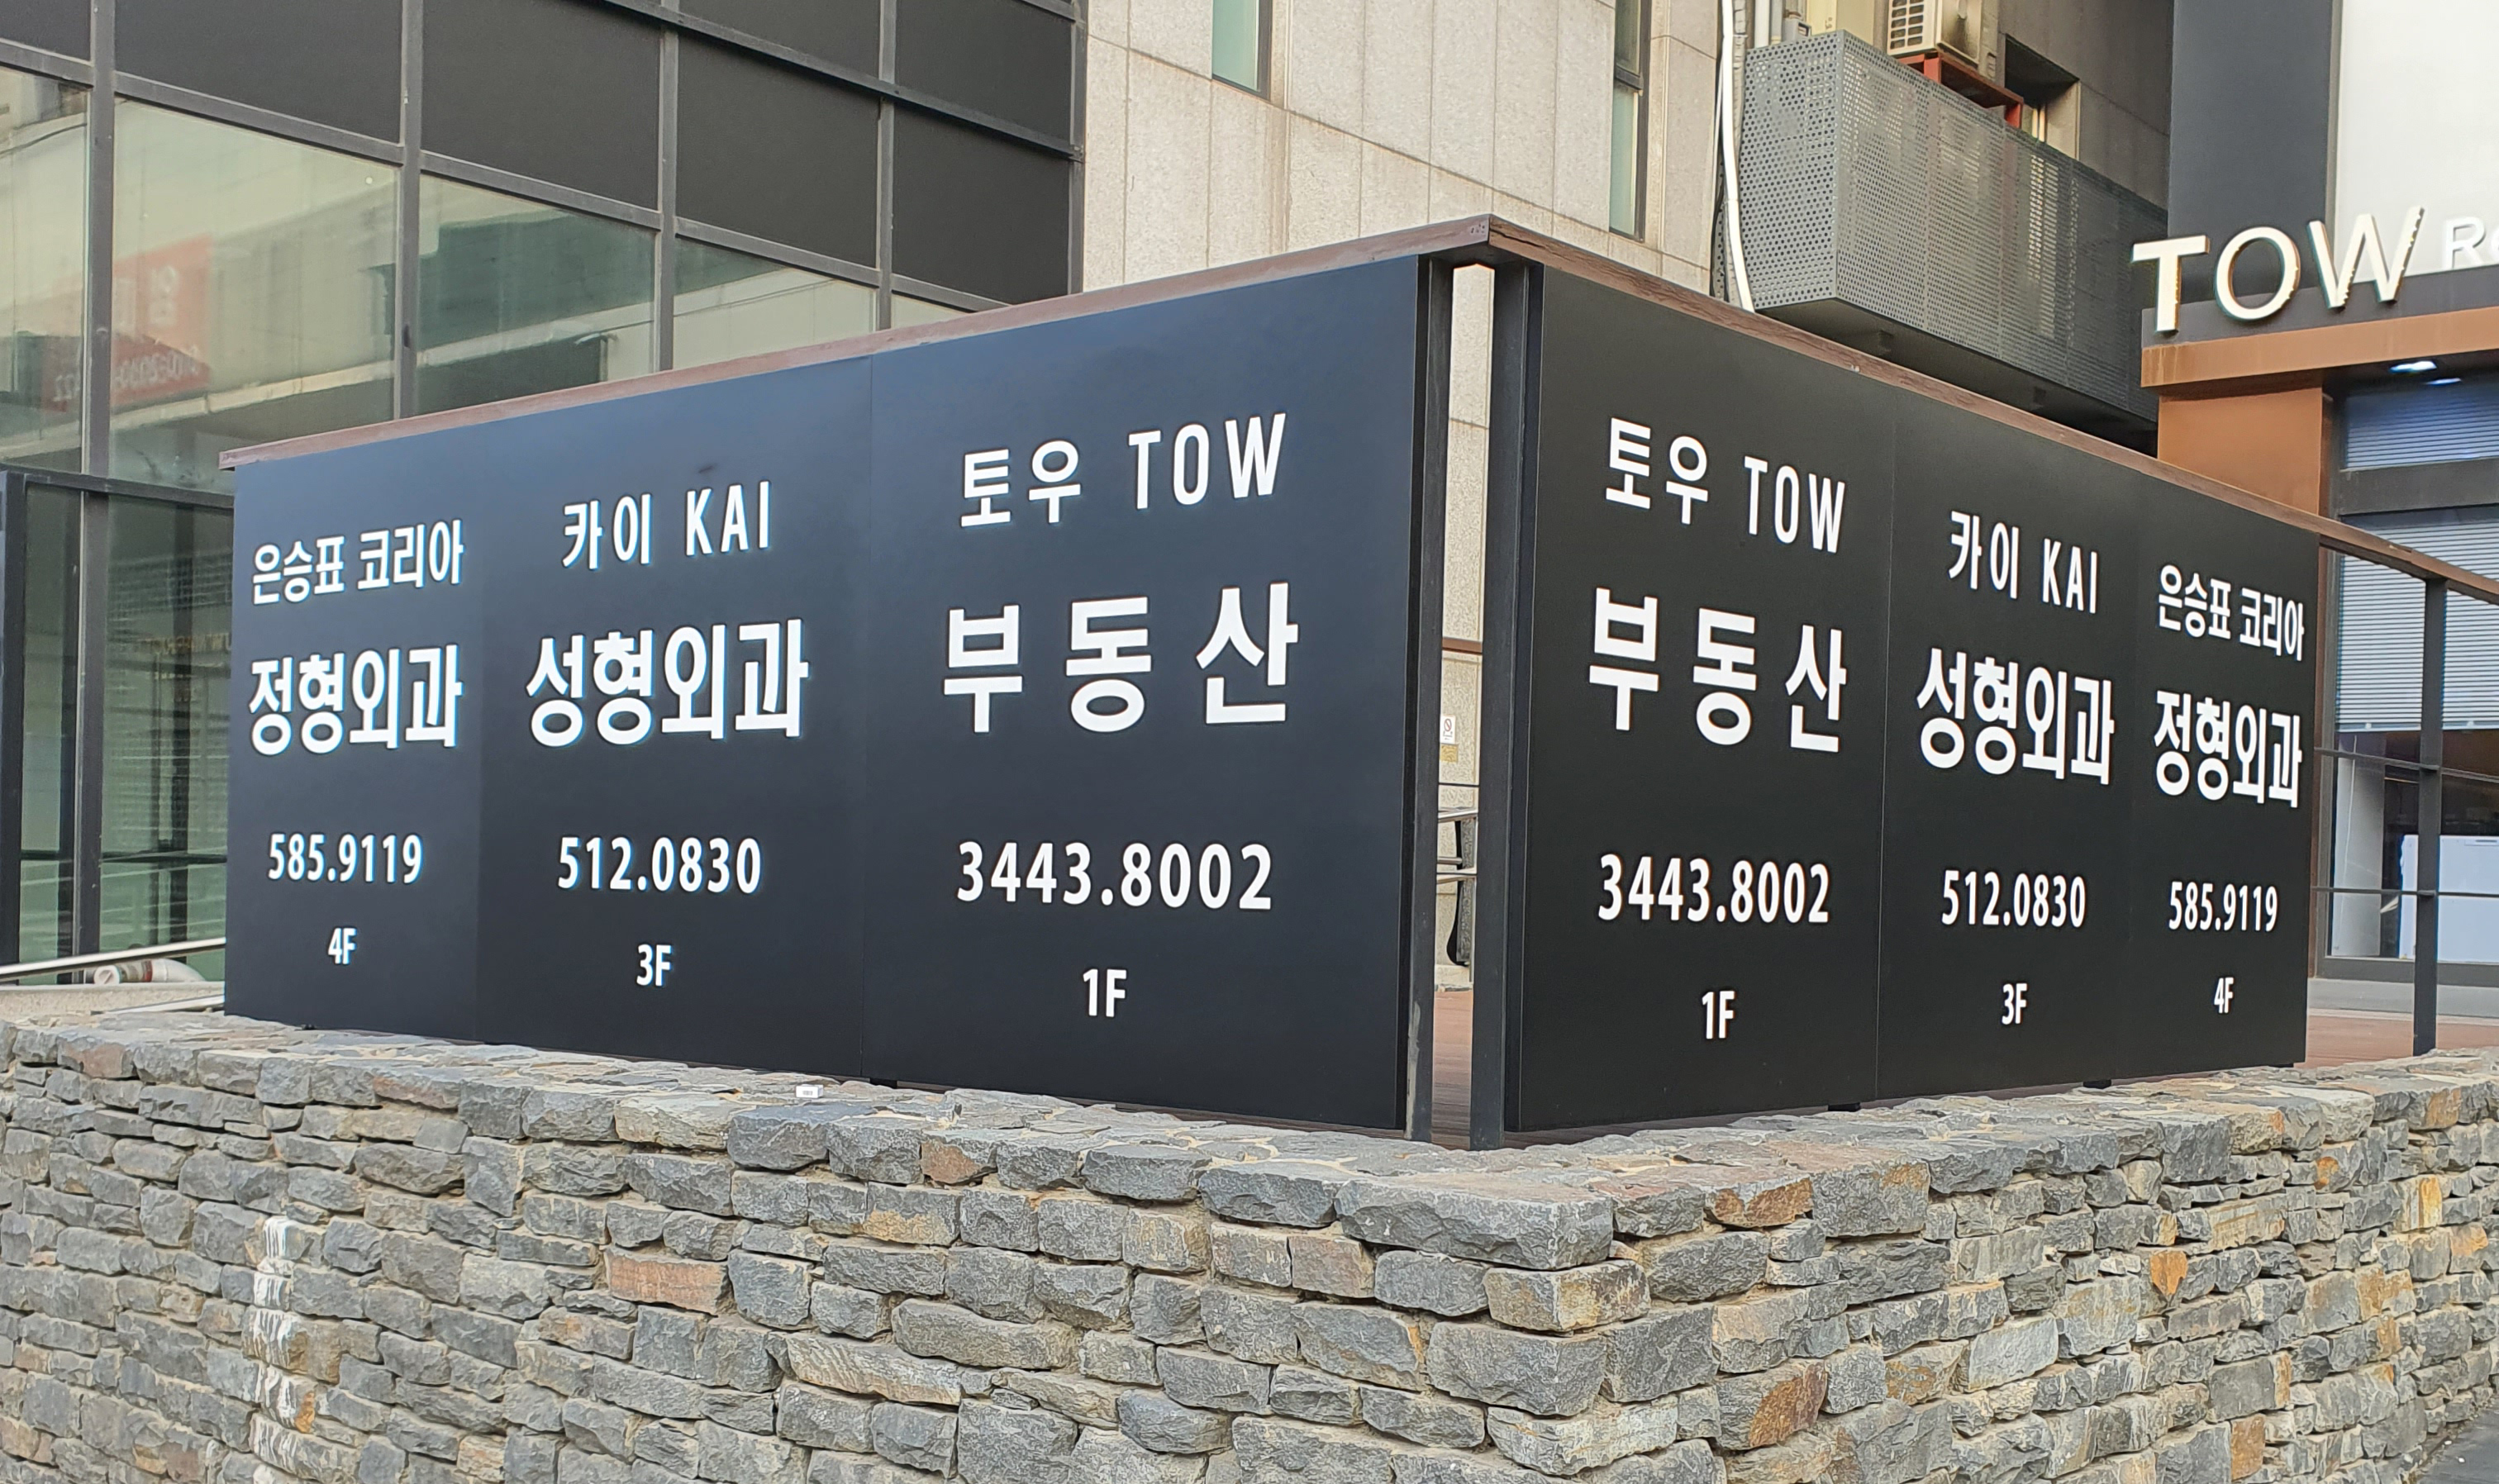 은승표 코리아
정형외과
585.9119
4F
카이 KAI
성형외과
512.0830
3F
토우 TOW
부동산
3443.8002
1F
토우 TOW
부동산
3443.8002
1F
카이 KAI
성형외과
512.0830
3F
은승표 코리아
정형외과
585.9119
4F
TOW